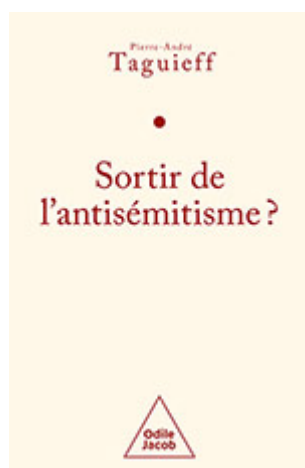 Pierre-André
Taguieff
Sortir de
l'antisémitisme ?
Odile
Jacob